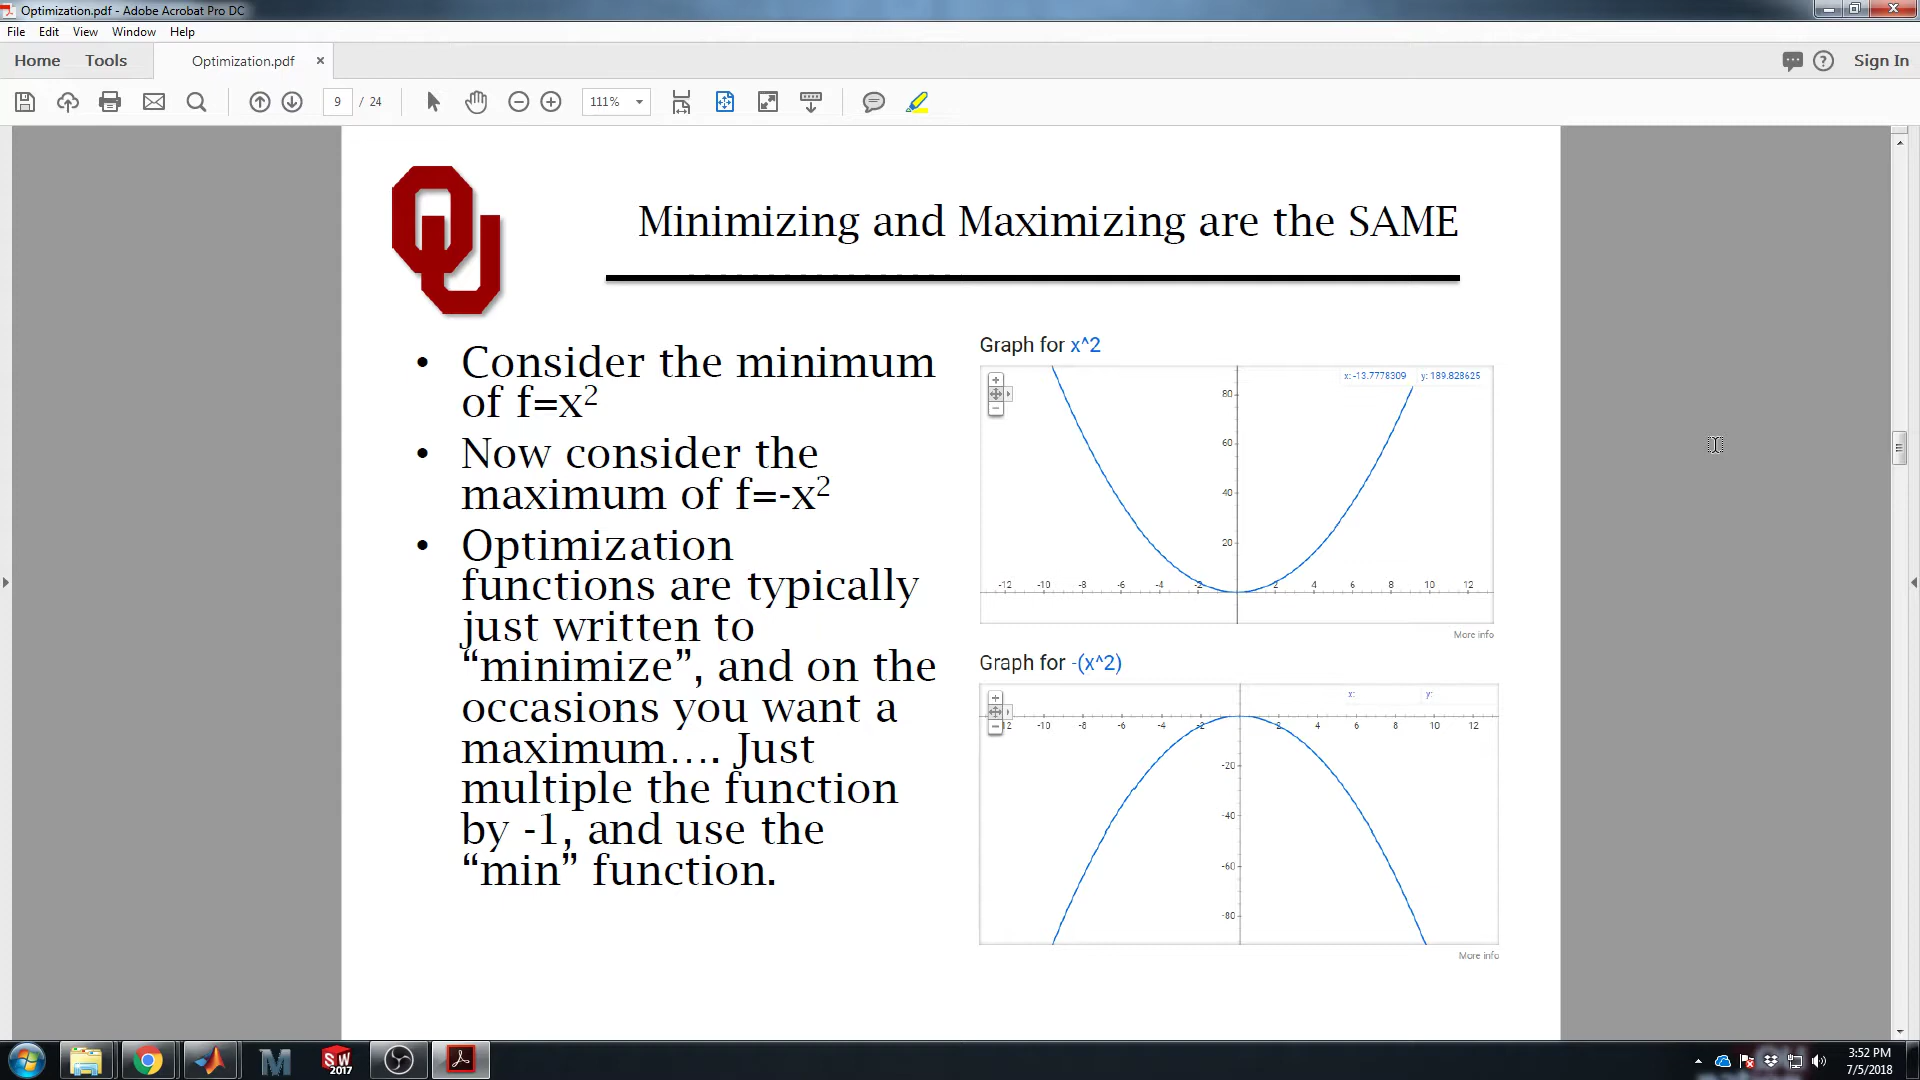 Optimization.pdf - Adobe Acrobat Pro DC
File Edit View Window Help
Home Tools Optimization.pdf × Sign In
9 / 24 111%
OU
Minimizing and Maximizing are the SAME
• Consider the minimum
of f=x²
• Now consider the
maximum of f=-x²
• Optimization
functions are typically
just written to
“minimize”, and on the
occasions you want a
maximum…. Just
multiple the function
by -1, and use the
“min” function.
Graph for x^2
x: -13.7778309 y: 189.828625
80
60
40
20
-12 -10 -8 -6 -4 -2 2 4 6 8 10 12
More info
Graph for -(x^2)
x: y:
12 -10 -8 -6 -4 -2 2 4 6 8 10 12
-20
-40
-60
-80
More info
M
SW
2017
3:52 PM
7/5/2018